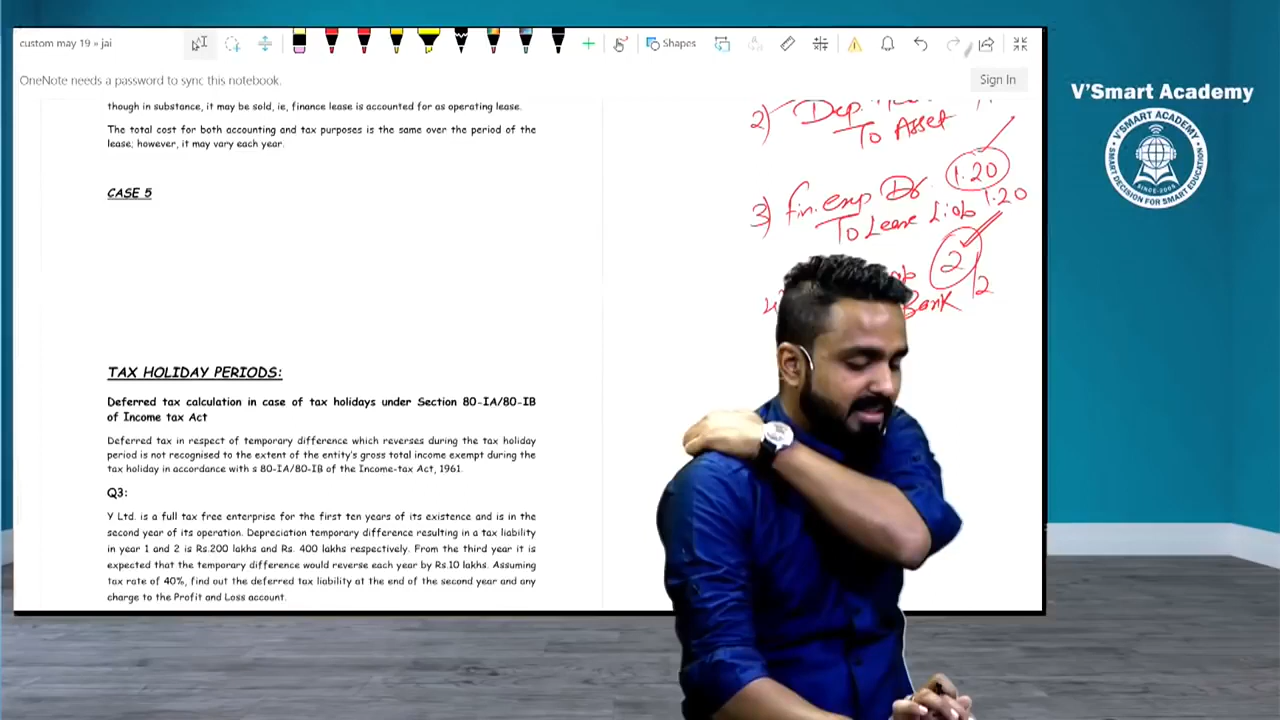 custom may 19 » jai
Shapes
OneNote needs a password to sync this notebook.
Sign In
though in substance, it may be sold, ie, finance lease is accounted for as operating lease.
The total cost for both accounting and tax purposes is the same over the period of the
lease; however, it may vary each year.
CASE 5
TAX HOLIDAY PERIODS:
Deferred tax calculation in case of tax holidays under Section 80-IA/80-IB
of Income tax Act
Deferred tax in respect of temporary difference which reverses during the tax holiday
period is not recognised to the extent of the entity's gross total income exempt during the
tax holiday in accordance with s 80-IA/80-IB of the Income-tax Act, 1961.
Q3:
Y Ltd. is a full tax free enterprise for the first ten years of its existence and is in the
second year of its operation. Depreciation temporary difference resulting in a tax liability
in year 1 and 2 is Rs.200 lakhs and Rs. 400 lakhs respectively. From the third year it is
expected that the temporary difference would reverse each year by Rs.10 lakhs. Assuming
tax rate of 40%, find out the deferred tax liability at the end of the second year and any
charge to the Profit and Loss account.
2) Dep.
To Asset
3) Fin. exp Dr. 1.20
To Lease Liab 1.20
2
Bank 2
V'Smart Academy
V'SMART ACADEMY
SINCE-2005
SMART DECISION FOR SMART EDUCATION